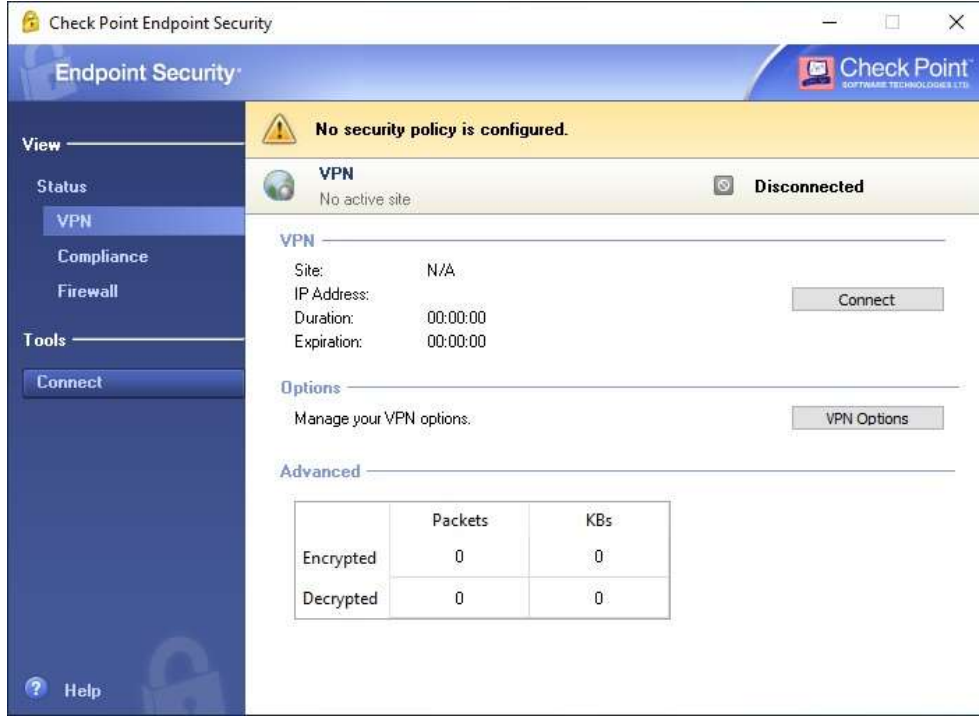 Check Point Endpoint Security
Endpoint Security
Check Point
SOFTWARE TECHNOLOGIES LTD.
View
Status
VPN
Compliance
Firewall
Tools
Connect
? Help
No security policy is configured.
VPN
No active site
Disconnected
VPN
Site: N/A
IP Address:
Duration: 00:00:00
Expiration: 00:00:00
Connect
Options
Manage your VPN options.
VPN Options
Advanced
Packets KBs
Encrypted 0 0
Decrypted 0 0